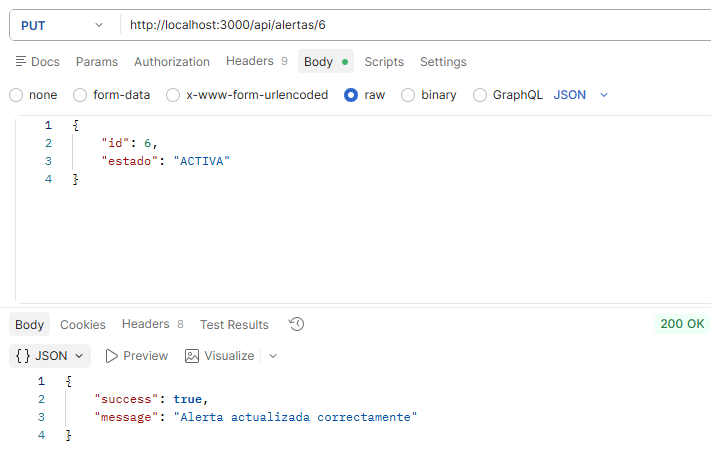 PUT http://localhost:3000/api/alertas/6
Docs Params Authorization Headers 9 Body Scripts Settings
none form-data x-www-form-urlencoded raw binary GraphQL JSON
1 {
2 "id": 6,
3 "estado": "ACTIVA"
4 }
Body Cookies Headers 8 Test Results 200 OK
{} JSON Preview Visualize
1 {
2 "success": true,
3 "message": "Alerta actualizada correctamente"
4 }